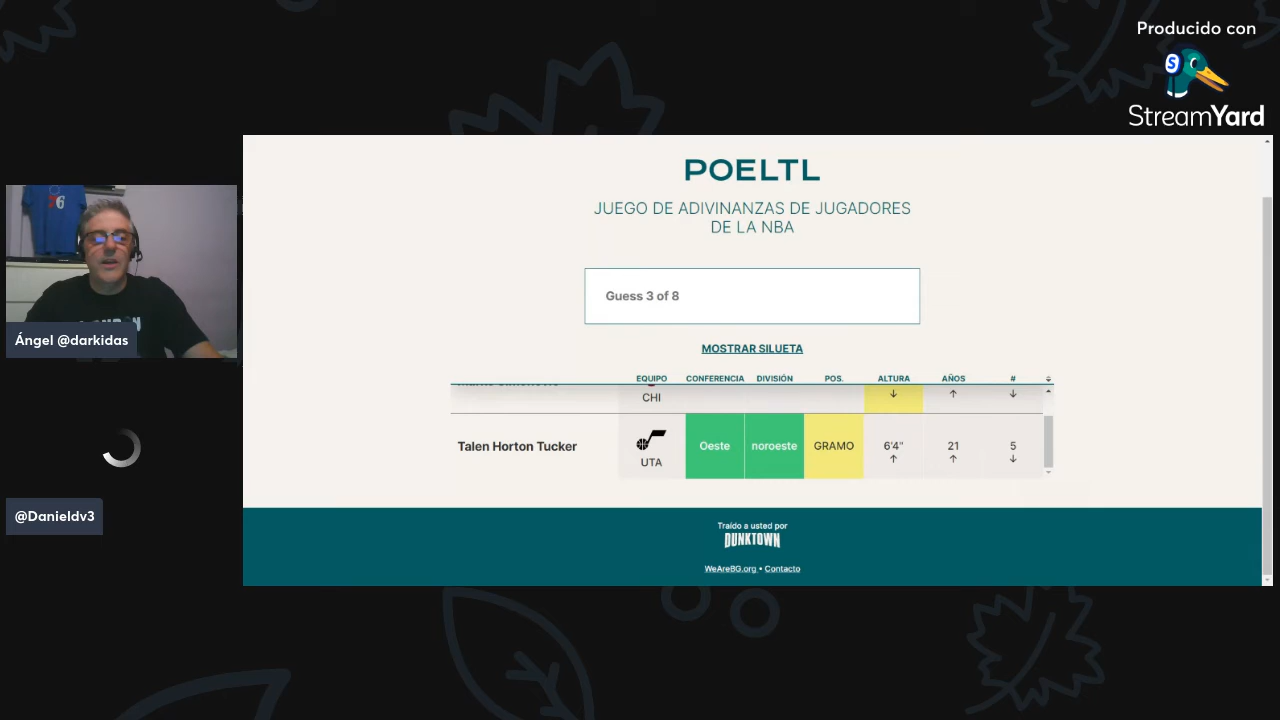 Producido con
StreamYard
POELTL
JUEGO DE ADIVINANZAS DE JUGADORES
DE LA NBA
Guess 3 of 8
MOSTRAR SILUETA
EQUIPO CONFERENCIA DIVISIÓN POS. ALTURA AÑOS #
CHI ↓ ↑ ↓
Talen Horton Tucker UTA Oeste noroeste GRAMO 6'4" ↑ 21 ↑ 5 ↓
Traído a usted por
DUNKTOWN
WeAreBG.org • Contacto
Ángel @darkidas
@Danieldv3